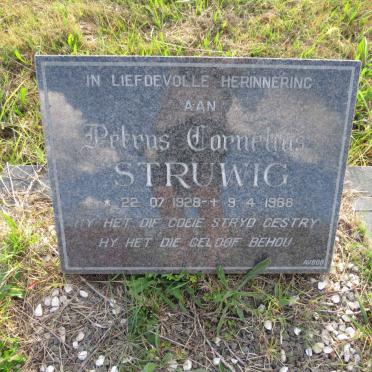 IN LIEFDEVOLLE HERINNERING
AAN
Petrus Cornelius
STRUWIG
* 22 07 1928 - + 9 4 1968
HY HET DIE GOEIE STRYD GESTRY
HY HET DIE GELOOF BEHOU